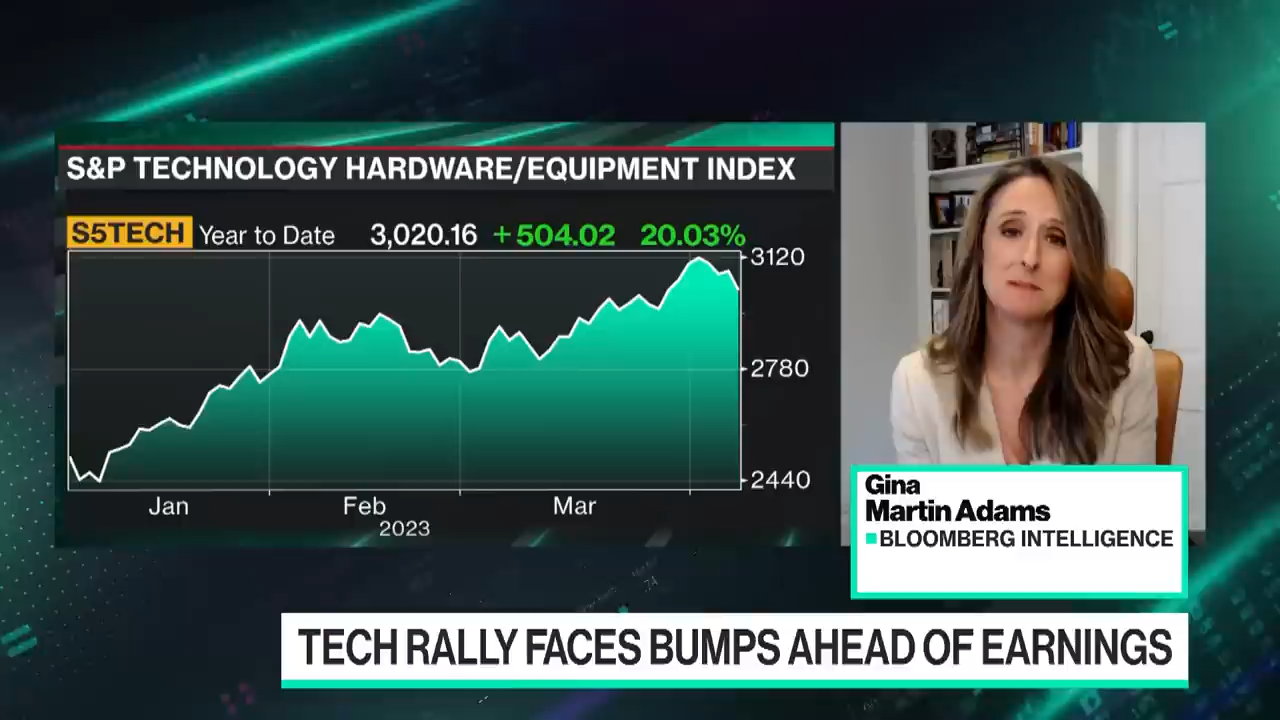 S&P TECHNOLOGY HARDWARE/EQUIPMENT INDEX
S5TECH Year to Date 3,020.16 +504.02 20.03%
3120
2780
2440
Jan Feb Mar
2023
Gina
Martin Adams
BLOOMBERG INTELLIGENCE
TECH RALLY FACES BUMPS AHEAD OF EARNINGS